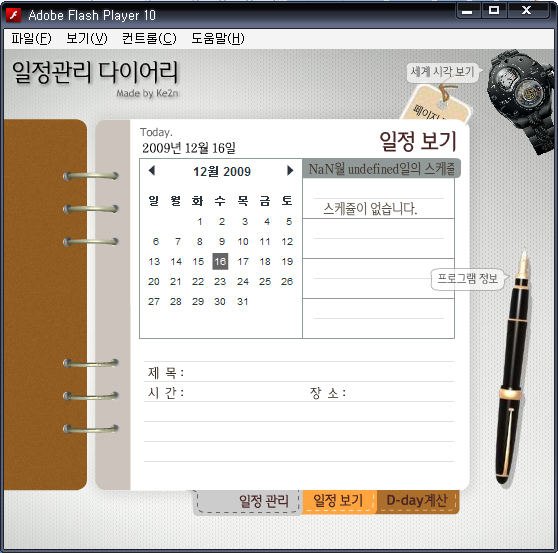 Adobe Flash Player 10
파일(F) 보기(V) 컨트롤(C) 도움말(H)
일정관리 다이어리
Made by Ke2n
세계 시각 보기
페이지
Today.
2009년 12월 16일
일정 보기
12월 2009
NaN월 undefined일의 스케쥴
일 월 화 수 목 금 토
스케쥴이 없습니다.
1 2 3 4 5
6 7 8 9 10 11 12
13 14 15 16 17 18 19
20 21 22 23 24 25 26
27 28 29 30 31
프로그램 정보
제 목 :
시 간 : 장 소 :
일정 관리 일정 보기 D-day계산